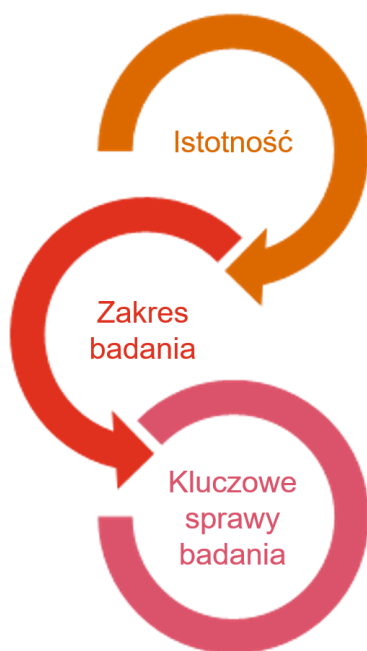 Istotność
Zakres
badania
Kluczowe
sprawy
badania